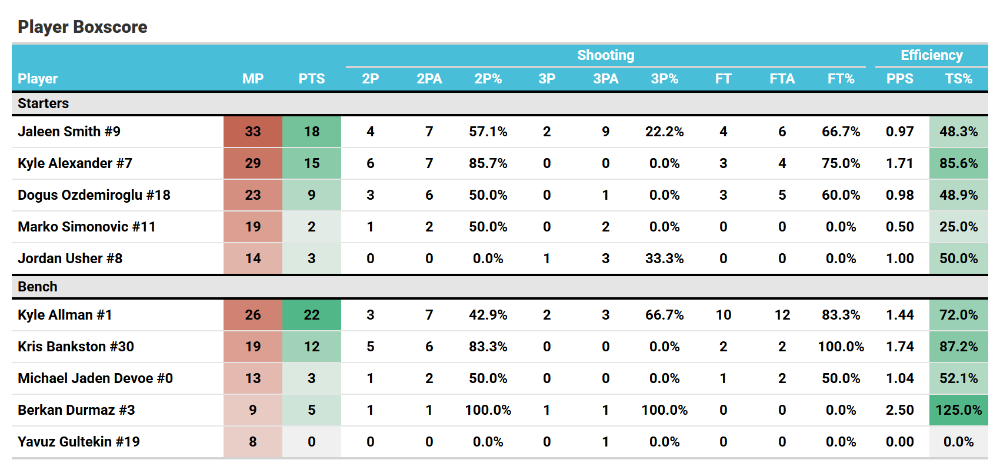 Player Boxscore
Shooting Efficiency
Player MP PTS 2P 2PA 2P% 3P 3PA 3P% FT FTA FT% PPS TS%
Starters
Jaleen Smith #9 33 18 4 7 57.1% 2 9 22.2% 4 6 66.7% 0.97 48.3%
Kyle Alexander #7 29 15 6 7 85.7% 0 0 0.0% 3 4 75.0% 1.71 85.6%
Dogus Ozdemiroglu #18 23 9 3 6 50.0% 0 1 0.0% 3 5 60.0% 0.98 48.9%
Marko Simonovic #11 19 2 1 2 50.0% 0 2 0.0% 0 0 0.0% 0.50 25.0%
Jordan Usher #8 14 3 0 0 0.0% 1 3 33.3% 0 0 0.0% 1.00 50.0%
Bench
Kyle Allman #1 26 22 3 7 42.9% 2 3 66.7% 10 12 83.3% 1.44 72.0%
Kris Bankston #30 19 12 5 6 83.3% 0 0 0.0% 2 2 100.0% 1.74 87.2%
Michael Jaden Devoe #0 13 3 1 2 50.0% 0 0 0.0% 1 2 50.0% 1.04 52.1%
Berkan Durmaz #3 9 5 1 1 100.0% 1 1 100.0% 0 0 0.0% 2.50 125.0%
Yavuz Gultekin #19 8 0 0 0 0.0% 0 1 0.0% 0 0 0.0% 0.00 0.0%